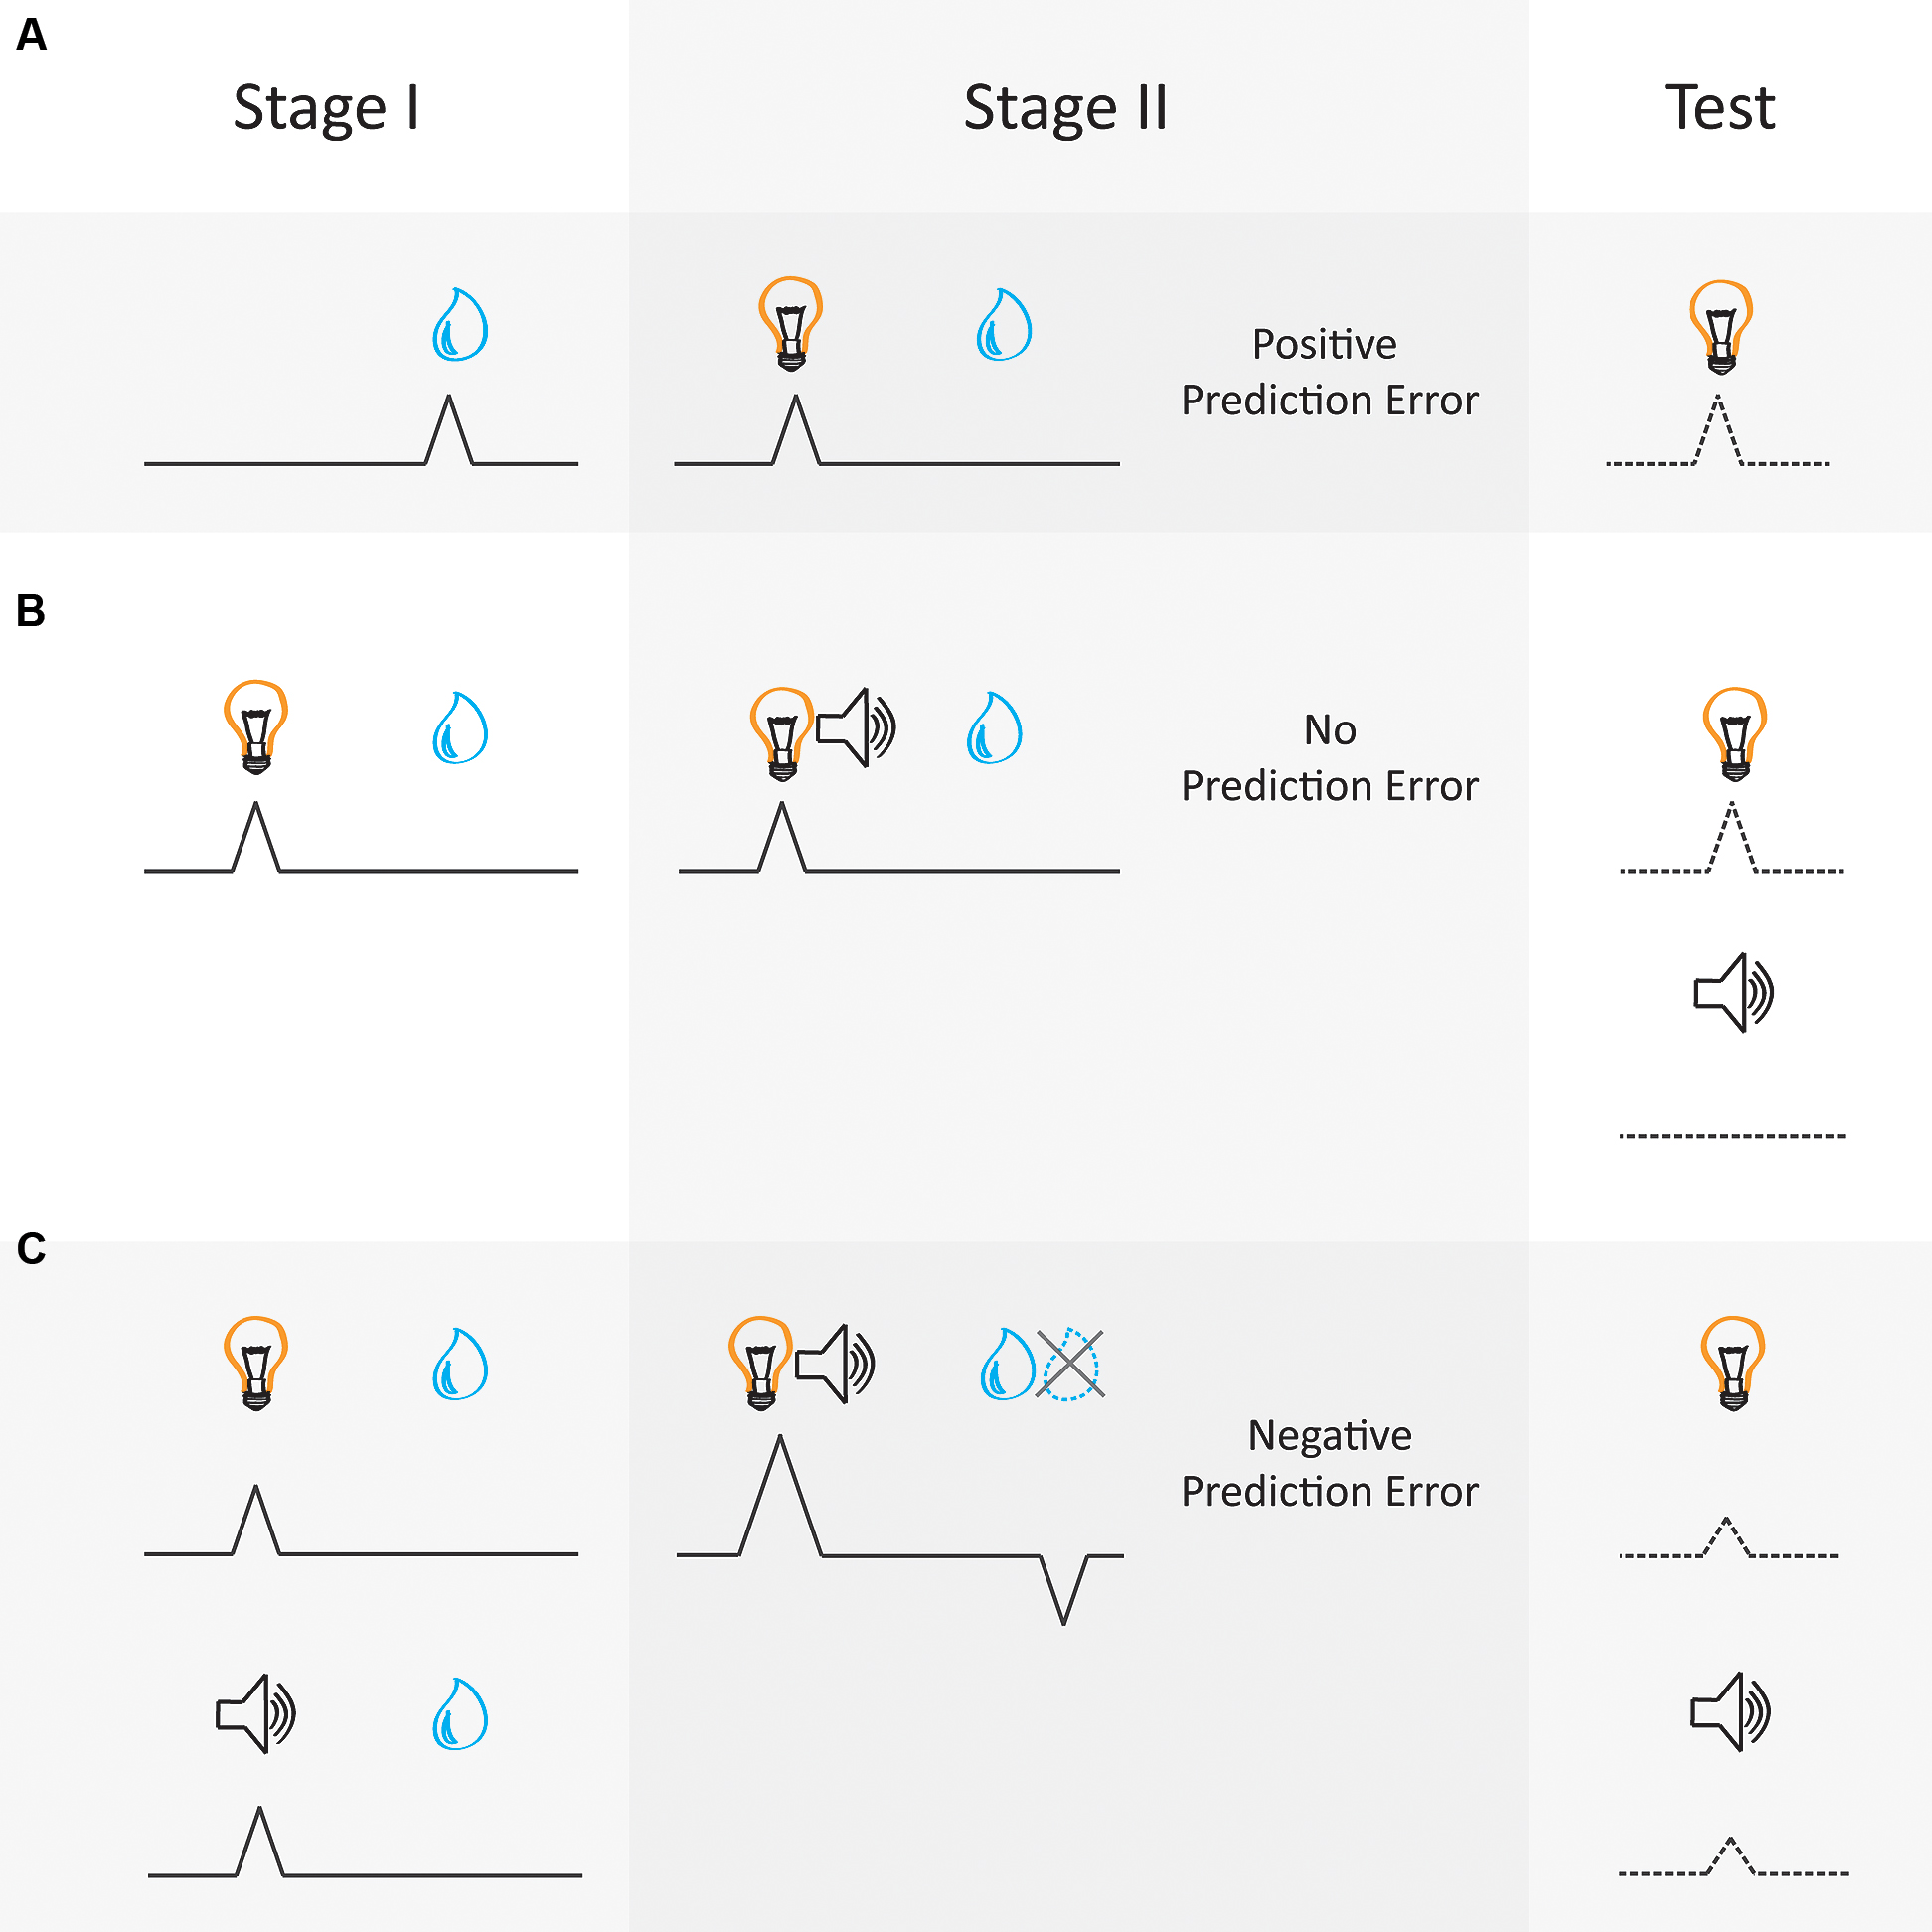 A
Stage I
Stage II
Test
Positive
Prediction Error
B
No
Prediction Error
C
Negative
Prediction Error